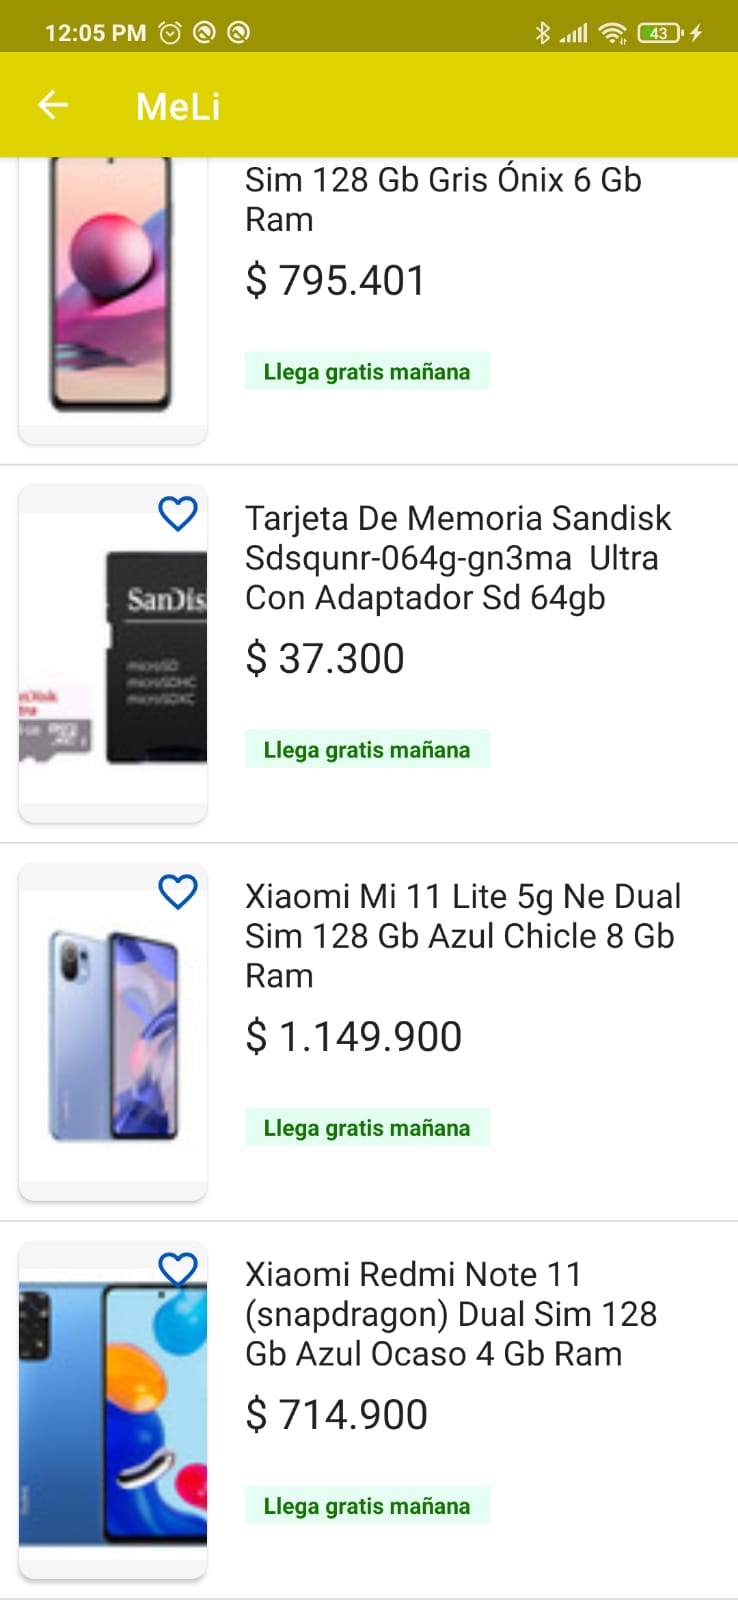 12:05 PM
43
MeLi
Sim 128 Gb Gris Ónix 6 Gb
Ram
$ 795.401
Llega gratis mañana
SanDis
microSD
microSDHC
microSDXC
Tarjeta De Memoria Sandisk
Sdsqunr-064g-gn3ma  Ultra
Con Adaptador Sd 64gb
$ 37.300
Llega gratis mañana
Xiaomi Mi 11 Lite 5g Ne Dual
Sim 128 Gb Azul Chicle 8 Gb
Ram
$ 1.149.900
Llega gratis mañana
Xiaomi Redmi Note 11
(snapdragon) Dual Sim 128
Gb Azul Ocaso 4 Gb Ram
$ 714.900
Llega gratis mañana